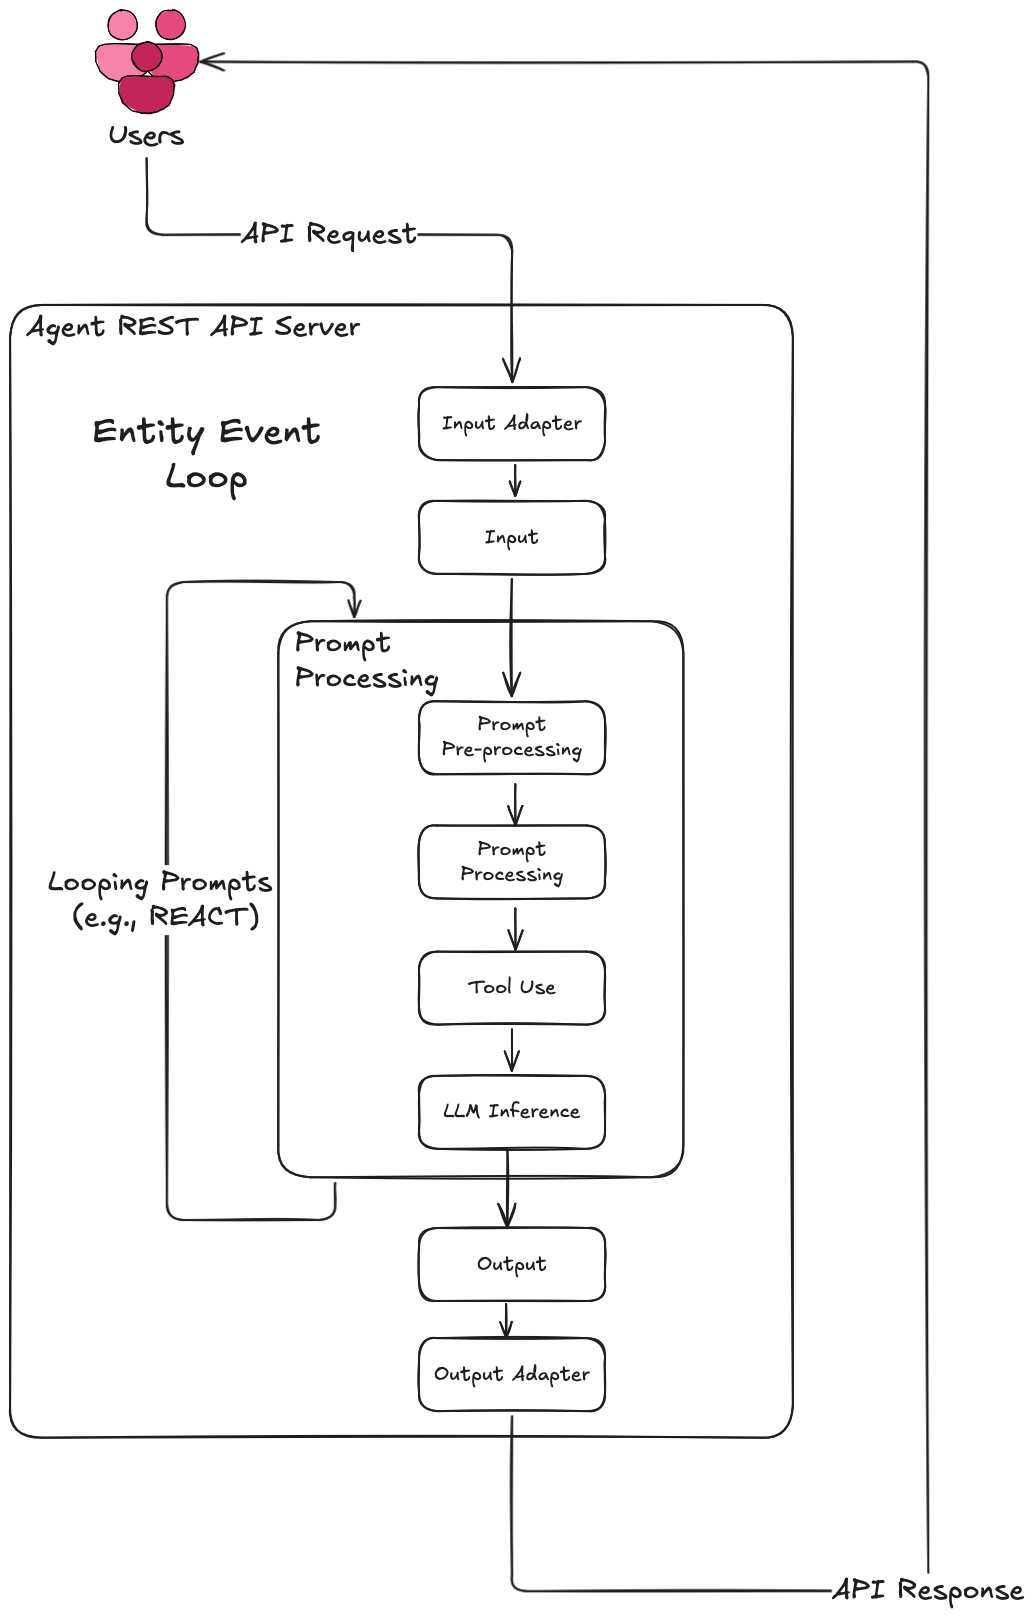 Users
API Request
Agent REST API Server
Input Adapter
Entity Event
Loop
Input
Prompt
Processing
Prompt
Pre-processing
Prompt
Processing
Looping Prompts
(e.g., REACT)
Tool Use
LLM Inference
Output
Output Adapter
API Response